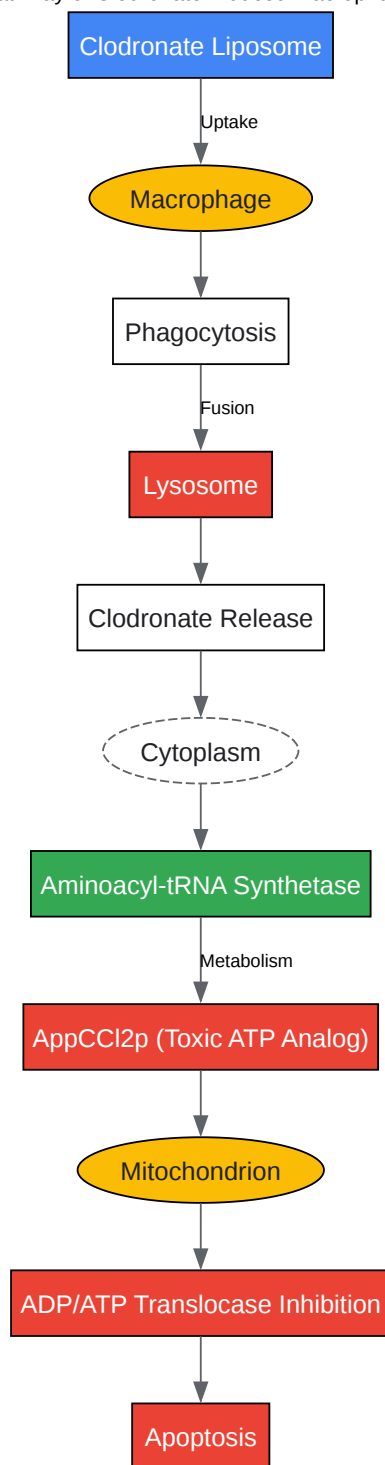 Clodronate Liposome
Uptake
Macrophage
Phagocytosis
Fusion
Lysosome
Clodronate Release
Cytoplasm
Aminoacyl-tRNA Synthetase
Metabolism
AppCCl2p (Toxic ATP Analog)
Mitochondrion
ADP/ATP Translocase Inhibition
Apoptosis